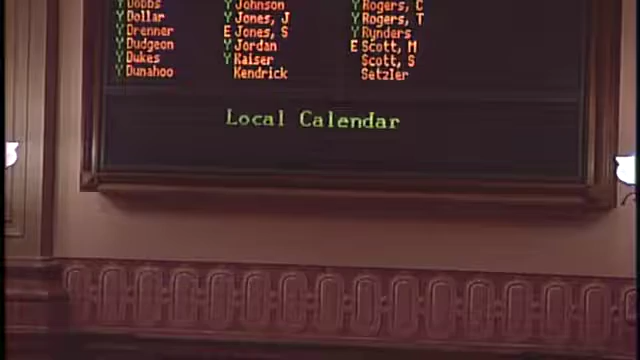 Y Dobbs Y Johnson Y Rogers, C
Y Dollar Y Jones, J Y Rogers, T
Y Drenner E Jones, S Y Rynders
Y Dudgeon Y Jordan E Scott, M
Y Dukes Y Kaiser Scott, S
Y Dunahoo Kendrick Setzler
Local Calendar